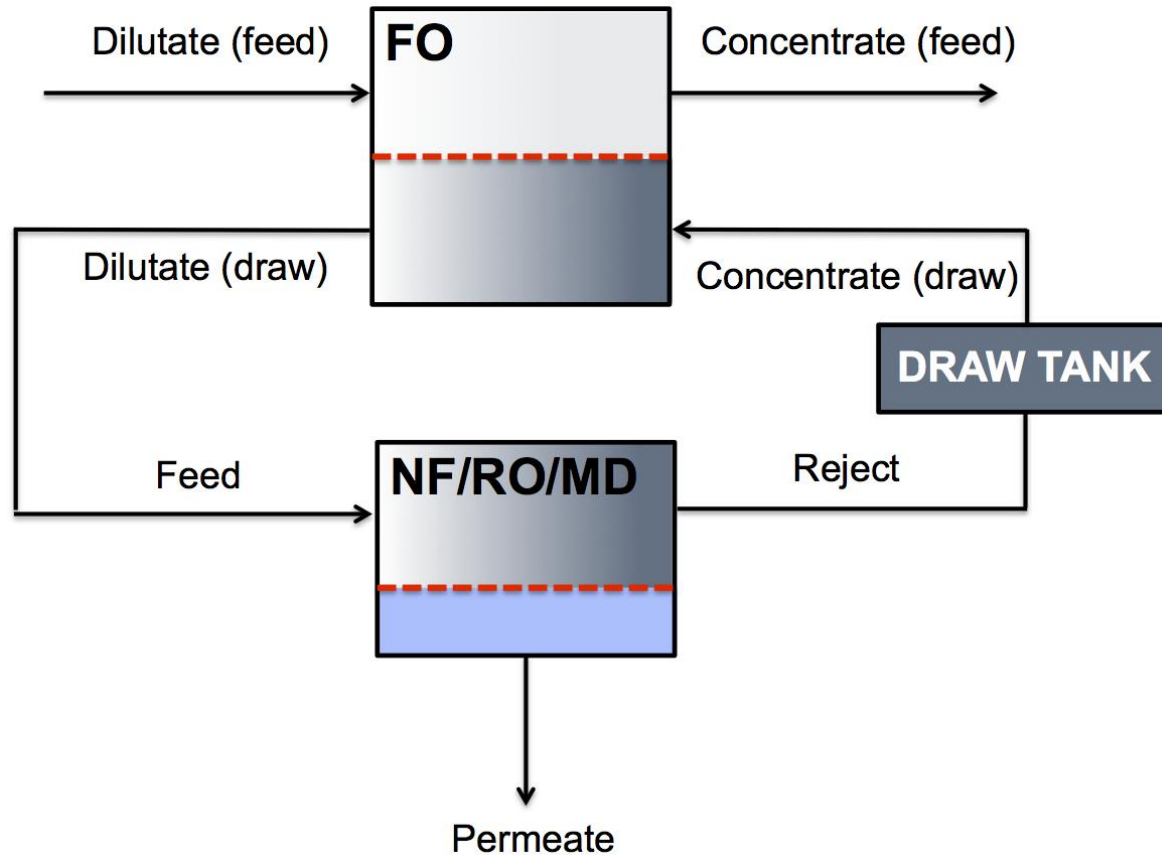 Dilutate (feed)
FO
Concentrate (feed)
Dilutate (draw)
Concentrate (draw)
DRAW TANK
Feed
NF/RO/MD
Reject
Permeate